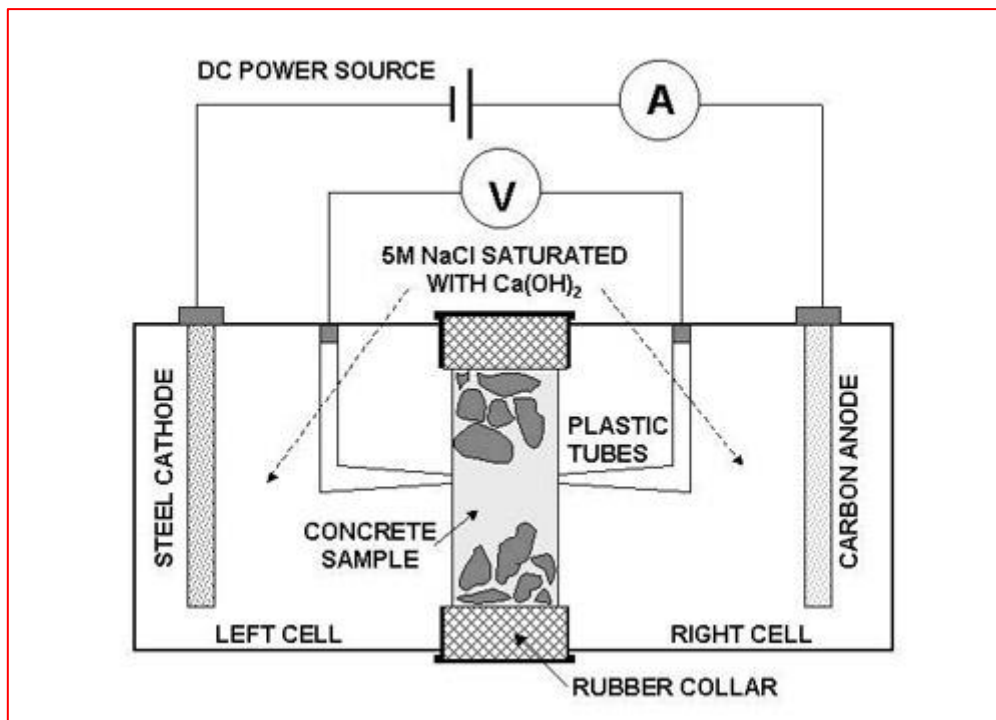 DC POWER SOURCE
A
V
5M NaCl SATURATED
WITH Ca(OH)₂
STEEL CATHODE
PLASTIC
TUBES
CARBON ANODE
CONCRETE
SAMPLE
LEFT CELL
RIGHT CELL
RUBBER COLLAR